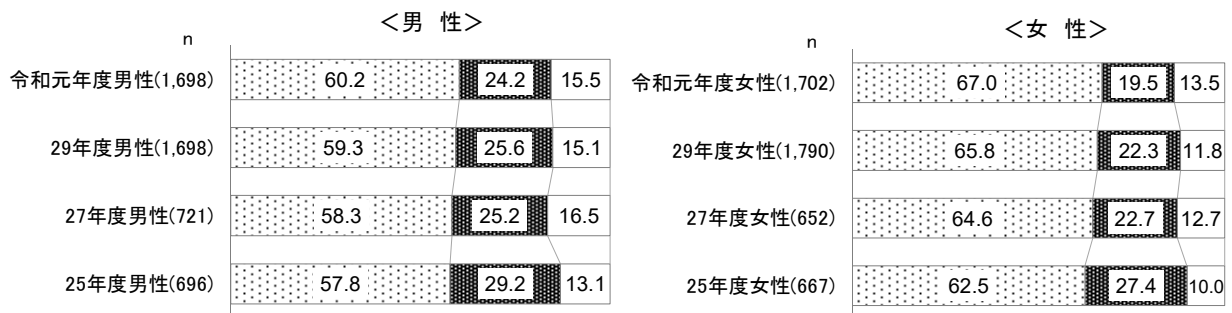 ＜男　性＞
n
令和元年度男性(1,698) 60.2 24.2 15.5
29年度男性(1,698) 59.3 25.6 15.1
27年度男性(721) 58.3 25.2 16.5
25年度男性(696) 57.8 29.2 13.1
＜女　性＞
n
令和元年度女性(1,702) 67.0 19.5 13.5
29年度女性(1,790) 65.8 22.3 11.8
27年度女性(652) 64.6 22.7 12.7
25年度女性(667) 62.5 27.4 10.0